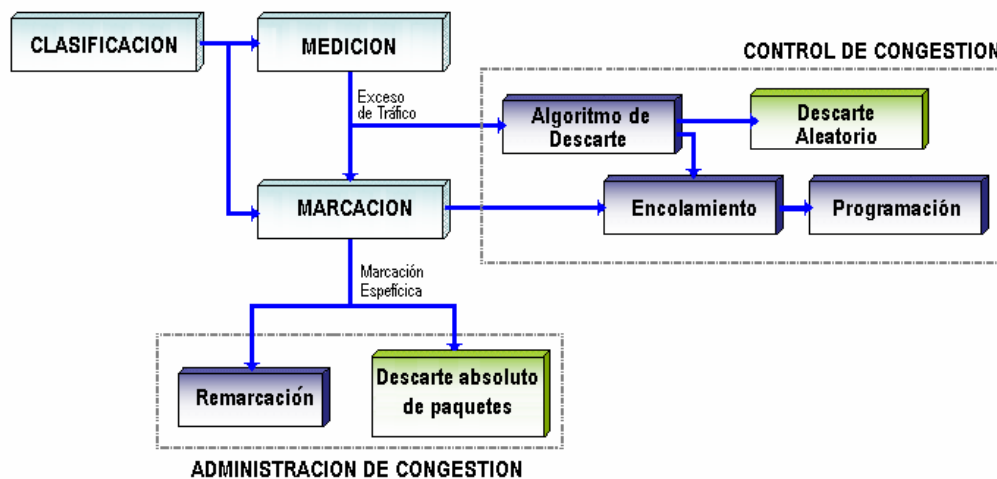 CLASIFICACION
MEDICION
CONTROL DE CONGESTION
Exceso
de Tráfico
Algoritmo de
Descarte
Descarte
Aleatorio
MARCACION
Encolamiento
Programación
Marcación
Espefícica
Remarcación
Descarte absoluto
de paquetes
ADMINISTRACION DE CONGESTION